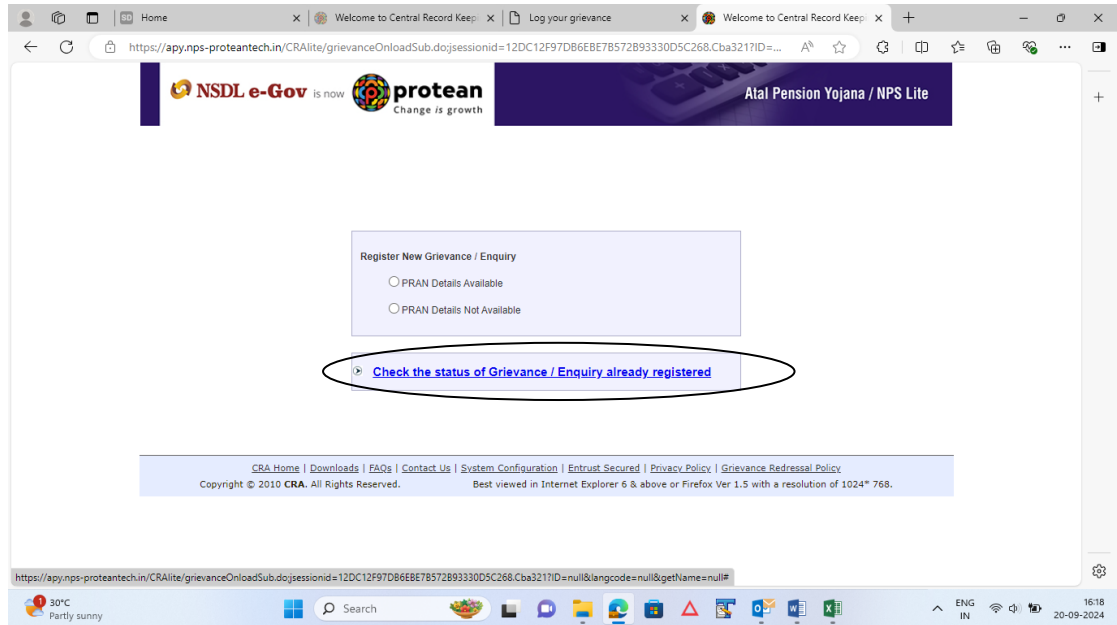 SD Home
Welcome to Central Record Keep
Log your grievance
Welcome to Central Record Keep
https://apy.nps-proteantech.in/CRAlite/grievanceOnloadSub.do;jsessionid=12DC12F97DB6EBE7B572B93330D5C268.Cba321?ID=...
NSDL e-Gov is now protean
Change is growth
Atal Pension Yojana / NPS Lite
Register New Grievance / Enquiry
PRAN Details Available
PRAN Details Not Available
Check the status of Grievance / Enquiry already registered
CRA Home | Downloads | FAQs | Contact Us | System Configuration | Entrust Secured | Privacy Policy | Grievance Redressal Policy
Copyright © 2010 CRA. All Rights Reserved. Best viewed in Internet Explorer 6 & above or Firefox Ver 1.5 with a resolution of 1024* 768.
https://apy.nps-proteantech.in/CRAlite/grievanceOnloadSub.do;jsessionid=12DC12F97DB6EBE7B572B93330D5C268.Cba321?ID=null&langcode=null&getName=null#
1
30°C
Partly sunny
Search
ENG
IN
16:18
20-09-2024